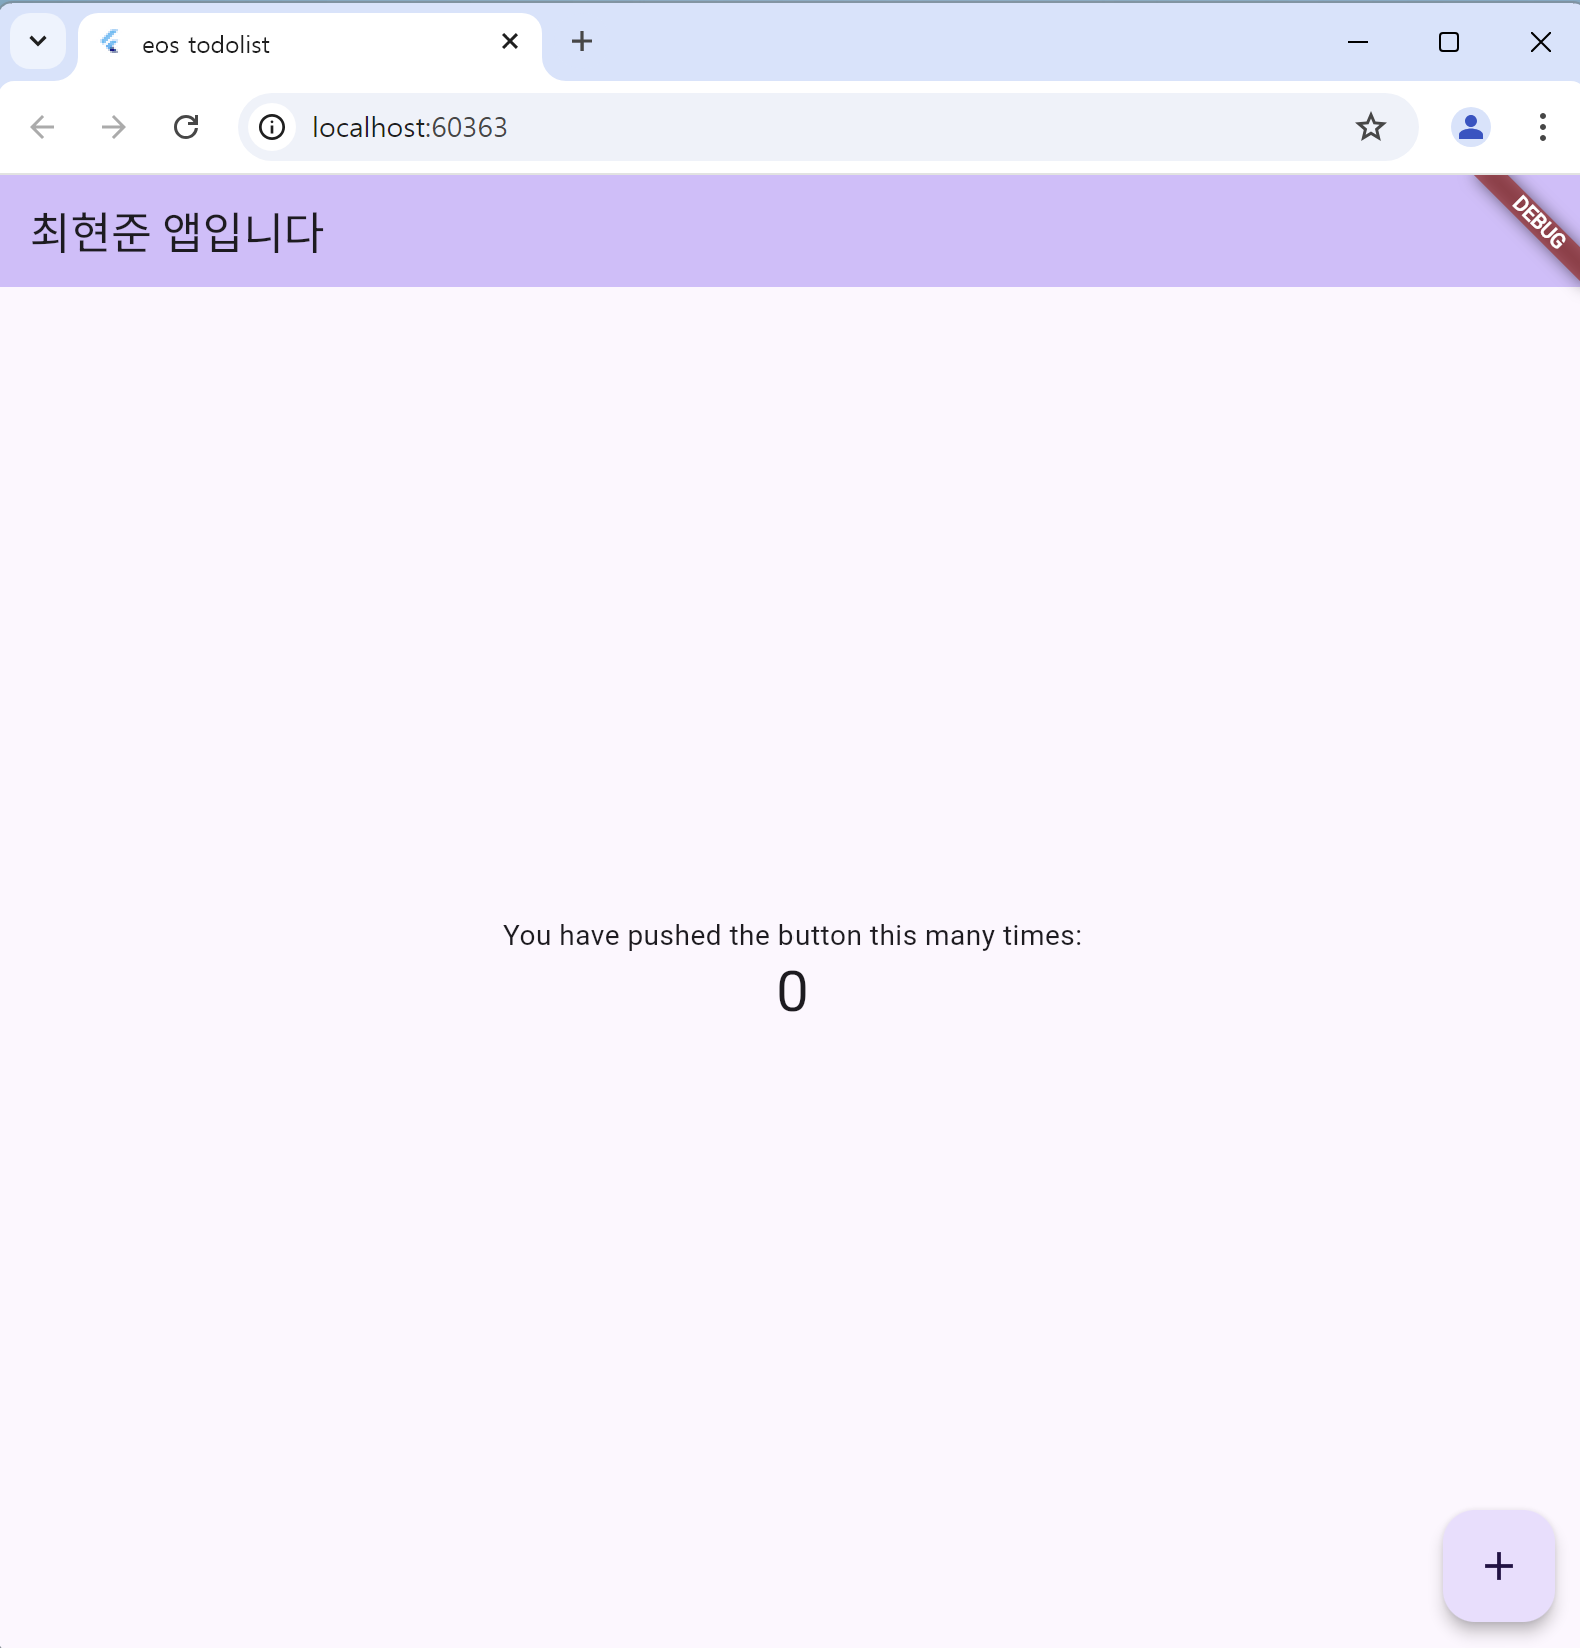 eos todolist
localhost:60363
최현준 앱입니다
DEBUG
You have pushed the button this many times:
0